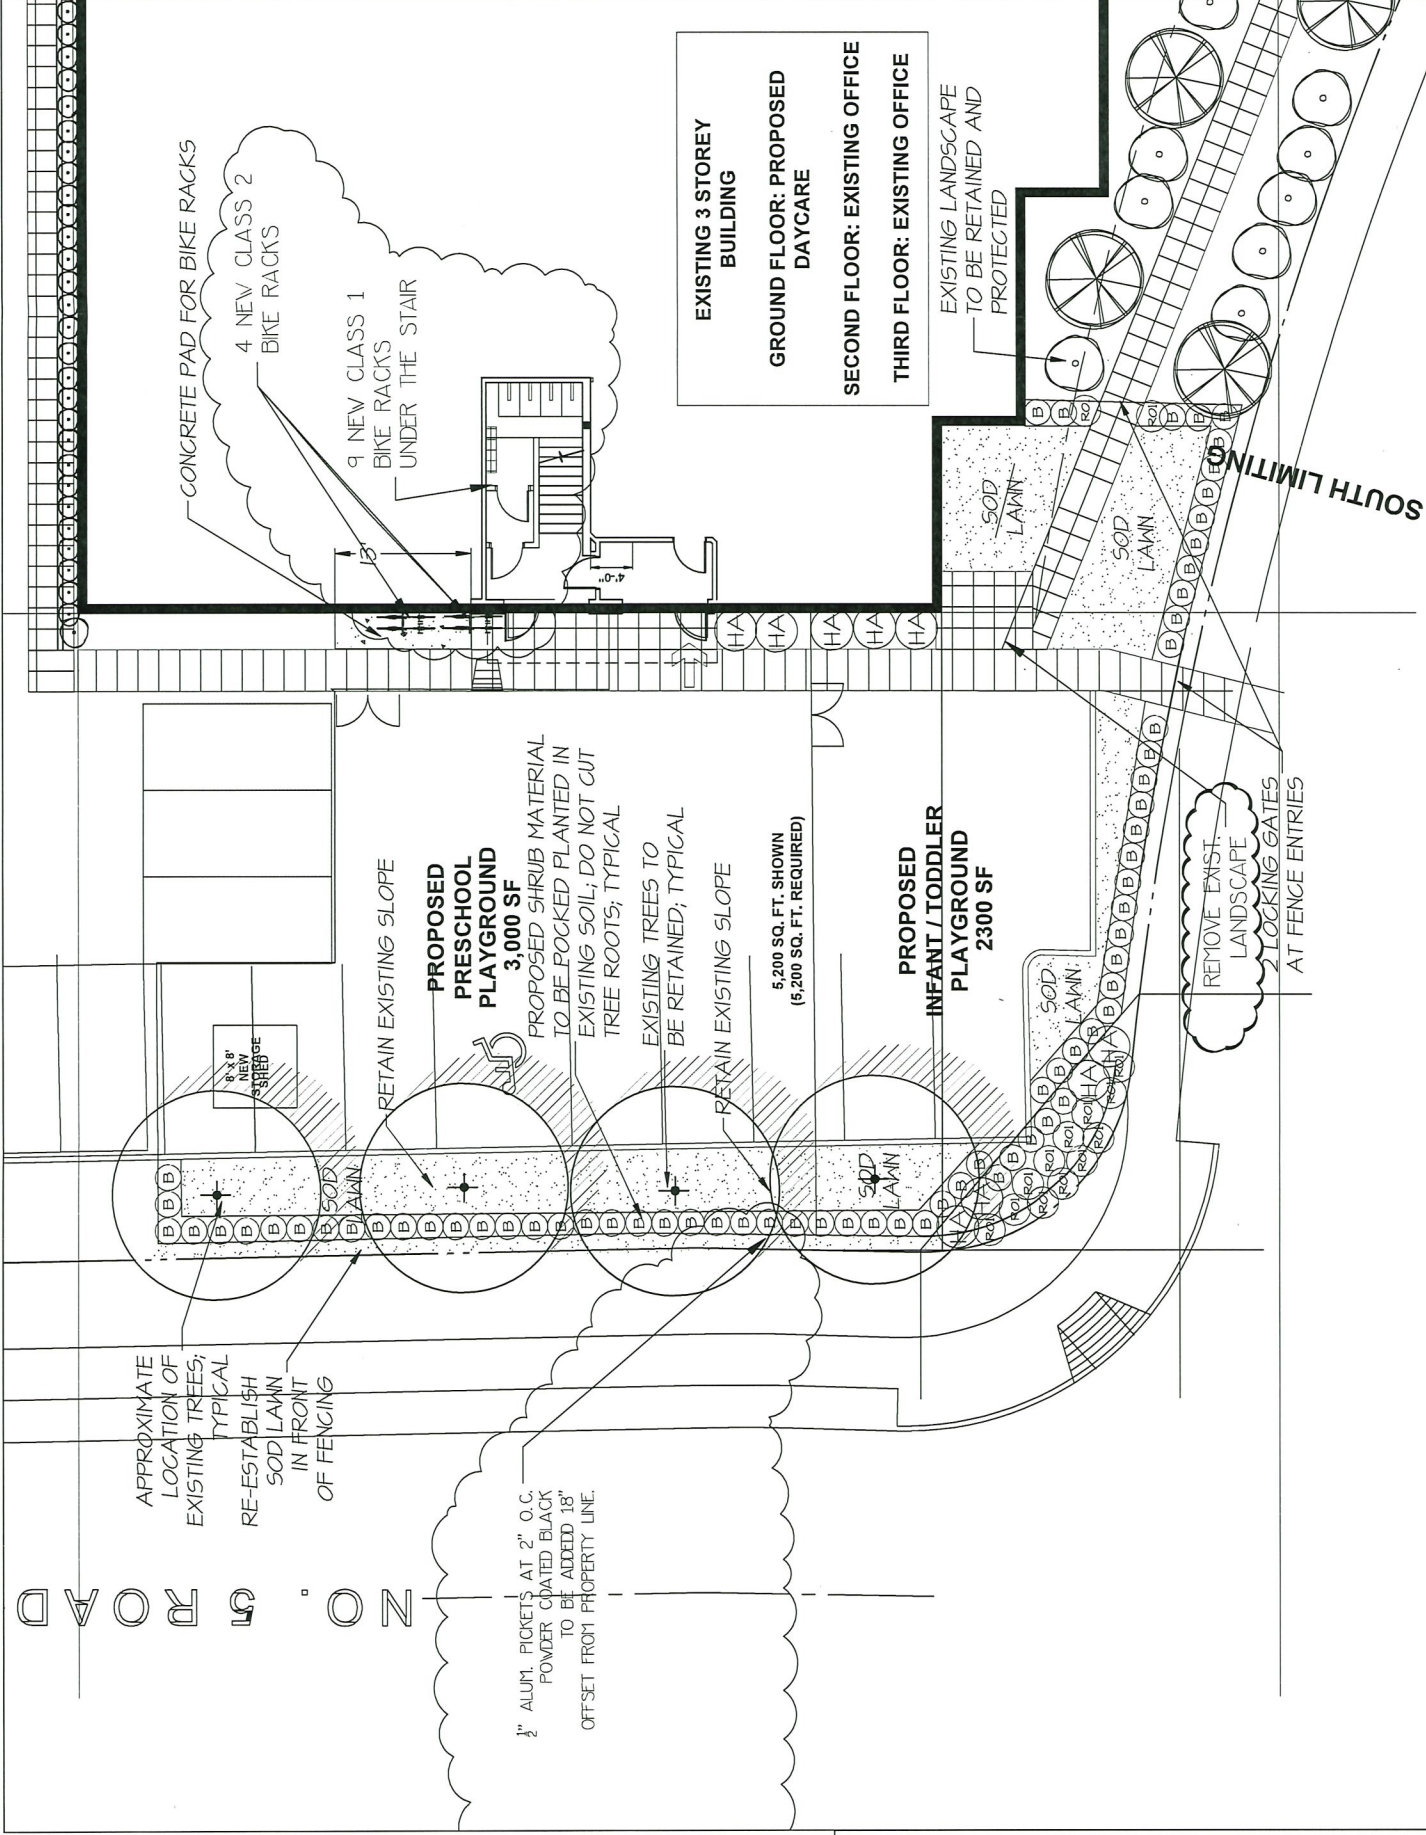 CONCRETE PAD FOR BIKE RACKS
4 NEW CLASS 2
BIKE RACKS
9 NEW CLASS 1
BIKE RACKS
UNDER THE STAIR
13'
4'-0"
EXISTING 3 STOREY
BUILDING
GROUND FLOOR: PROPOSED
DAYCARE
SECOND FLOOR: EXISTING OFFICE
THIRD FLOOR: EXISTING OFFICE
EXISTING LANDSCAPE
TO BE RETAINED AND
PROTECTED
SOD
LAWN
SOD
LAWN
SOUTH LIMITING
HA HA HA HA HA
8' x 8'
NEW
STORAGE
SHED
RETAIN EXISTING SLOPE
PROPOSED
PRESCHOOL
PLAYGROUND
3,000 SF
PROPOSED SHRUB MATERIAL
TO BE POCKED PLANTED IN
EXISTING SOIL; DO NOT CUT
TREE ROOTS; TYPICAL
EXISTING TREES TO
BE RETAINED; TYPICAL
RETAIN EXISTING SLOPE
5,200 SQ. FT. SHOWN
(5,200 SQ. FT. REQUIRED)
PROPOSED
INFANT / TODDLER
PLAYGROUND
2300 SF
SOD
LAWN
REMOVE EXIST.
LANDSCAPE
2 LOCKING GATES
AT FENCE ENTRIES
SOD
LAWN
SOD
LAWN
APPROXIMATE
LOCATION OF
EXISTING TREES;
TYPICAL
RE-ESTABLISH
SOD LAWN
IN FRONT
OF FENCING
NO. 5 ROAD
1/2" ALUM. PICKETS AT 2" O.C.
POWDER COATED BLACK
TO BE ADDEDD 18"
OFFSET FROM PROPERTY LINE.